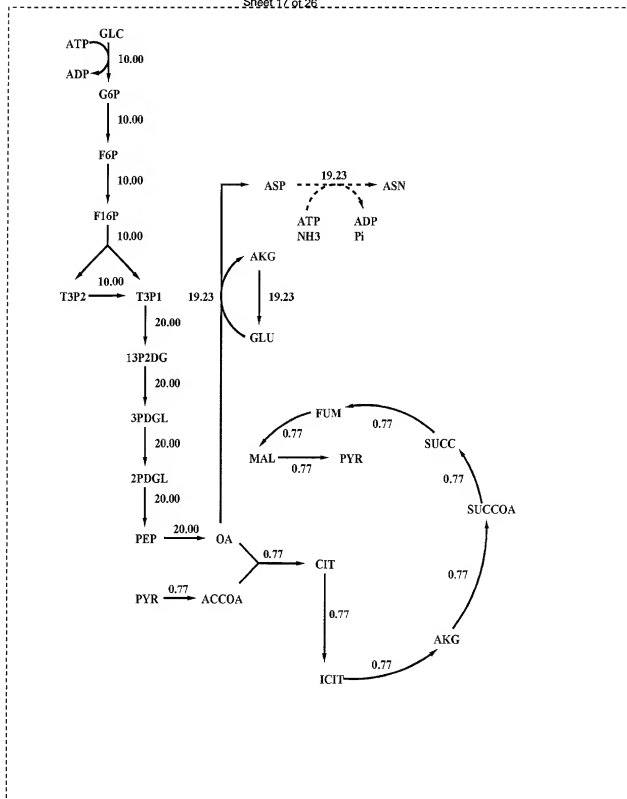 Sheet 17 of 26
GLC
ATP
10.00
ADP
G6P
10.00
F6P
10.00
F16P
10.00
T3P2
10.00
T3P1
20.00
13P2DG
20.00
3PDGL
20.00
2PDGL
20.00
PEP
20.00
OA
19.23
ASP
19.23
ASN
ATP
ADP
NH3
Pi
AKG
19.23
GLU
PYR
0.77
ACCOA
0.77
CIT
0.77
ICIT
0.77
AKG
0.77
SUCCOA
0.77
SUCC
0.77
FUM
0.77
MAL
0.77
PYR